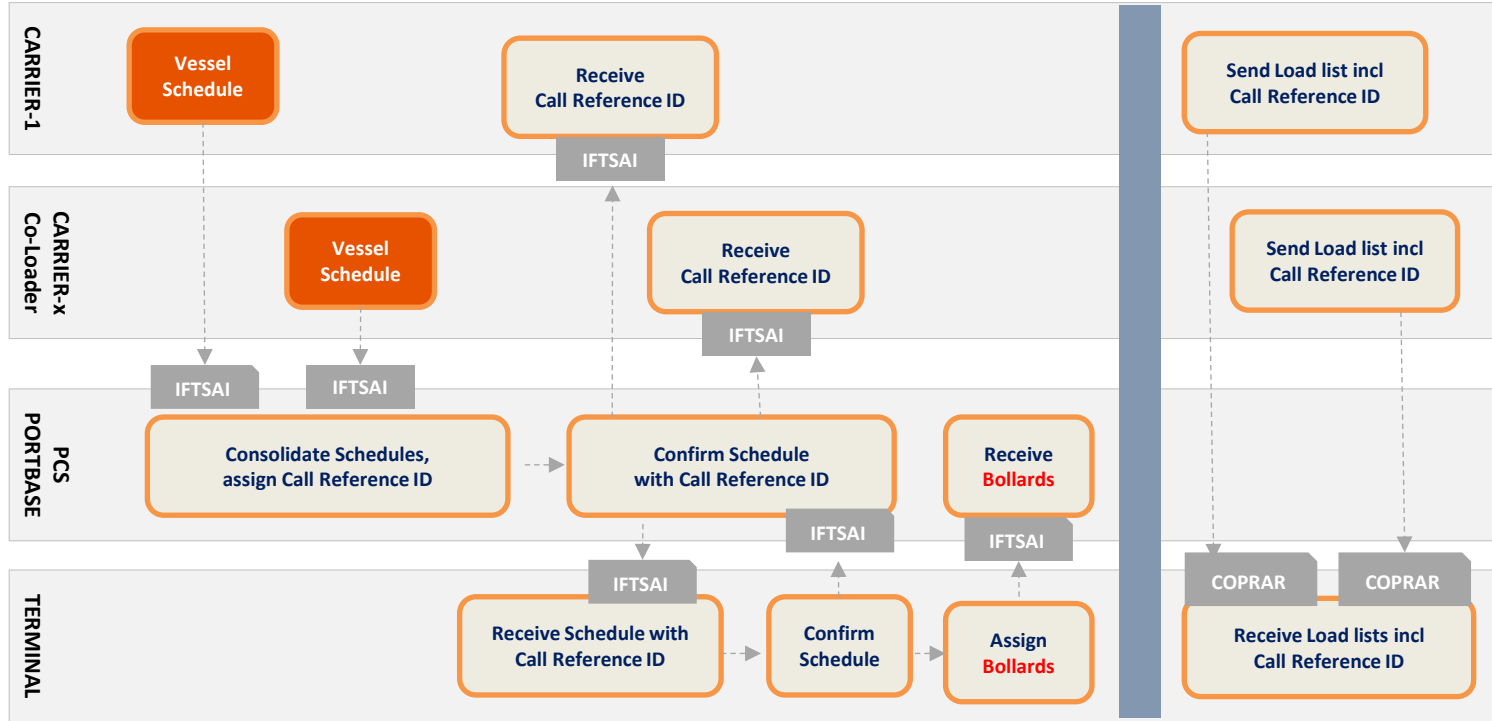 CARRIER-1
Vessel
Schedule
Receive
Call Reference ID
IFTSAI
Send Load list incl
Call Reference ID
CARRIER-x
Co-Loader
Vessel
Schedule
Receive
Call Reference ID
IFTSAI
Send Load list incl
Call Reference ID
IFTSAI
IFTSAI
PCS
PORTBASE
Consolidate Schedules,
assign Call Reference ID
Confirm Schedule
with Call Reference ID
IFTSAI
Receive
Bollards
IFTSAI
TERMINAL
IFTSAI
Receive Schedule with
Call Reference ID
Confirm
Schedule
Assign
Bollards
COPRAR
COPRAR
Receive Load lists incl
Call Reference ID